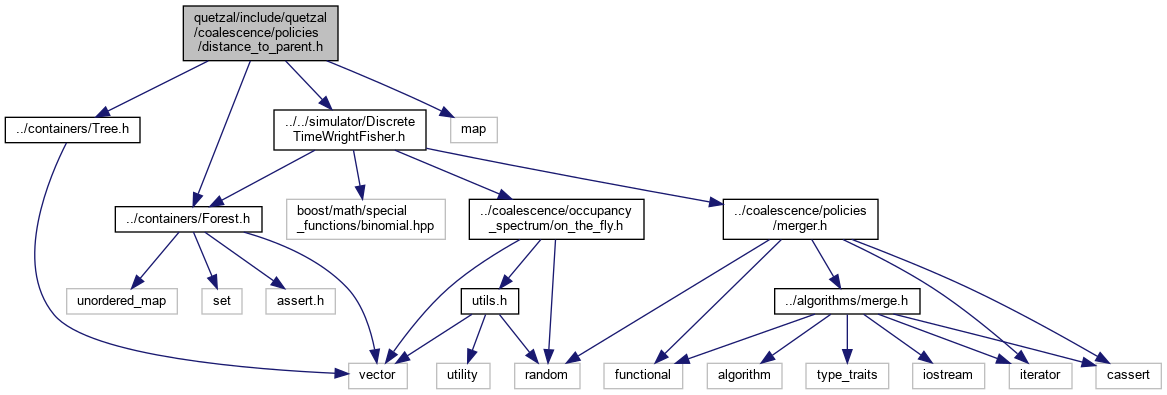 quetzal/include/quetzal
/coalescence/policies
/distance_to_parent.h
../containers/Tree.h
../../simulator/Discrete
TimeWrightFisher.h
map
../containers/Forest.h
boost/math/special
_functions/binomial.hpp
../coalescence/occupancy
_spectrum/on_the_fly.h
../coalescence/policies
/merger.h
unordered_map
set
assert.h
utils.h
../algorithms/merge.h
vector
utility
random
functional
algorithm
type_traits
iostream
iterator
cassert